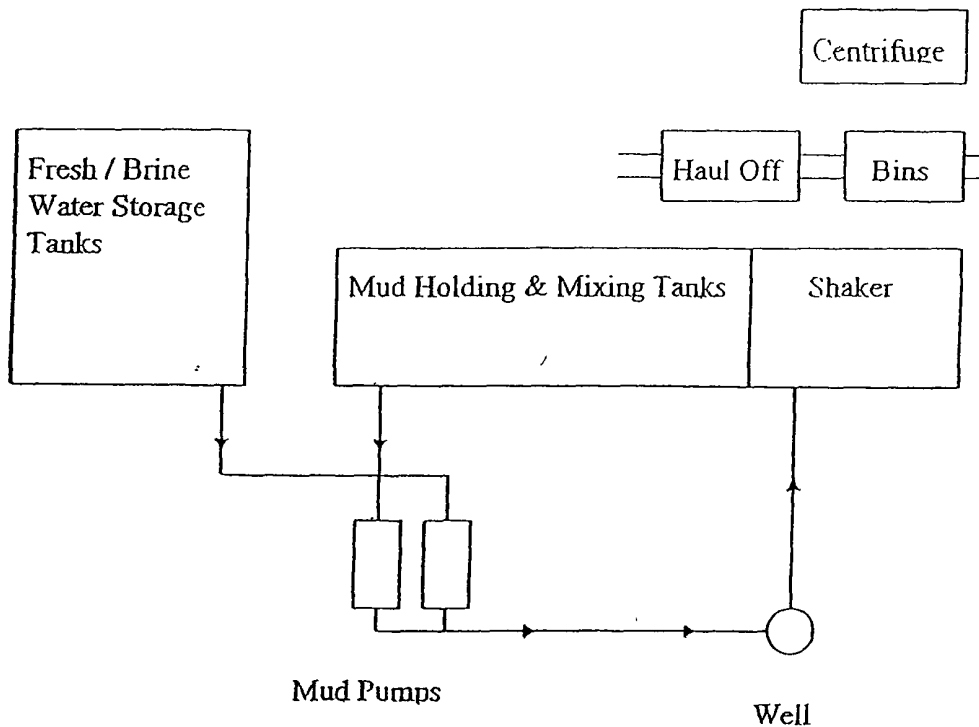 Centrifuge
Fresh / Brine
Water Storage
Tanks
Haul Off
Bins
Mud Holding & Mixing Tanks
Shaker
Mud Pumps
Well